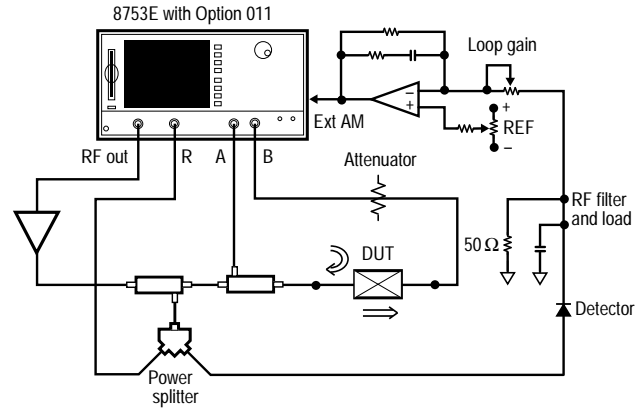 8753E with Option 011
Loop gain
−
+
+
REF
−
Ext AM
RF out
R
A
B
Attenuator
RF filter
and load
50 Ω
DUT
Detector
Power
splitter